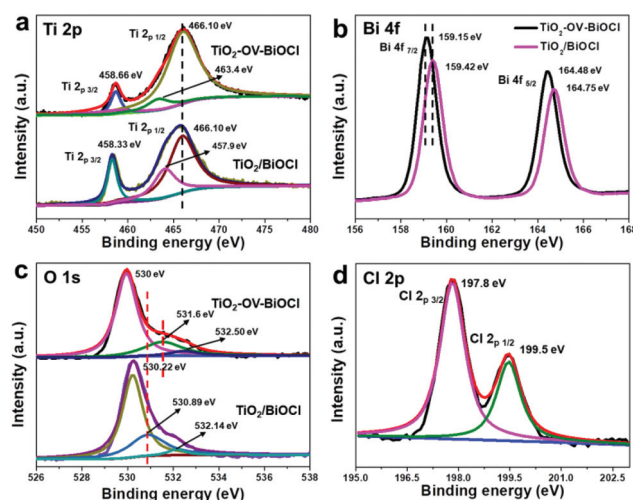 a
Ti 2p
Ti 2p 1/2
466.10 eV
TiO2-OV-BiOCl
Ti 2p 3/2
458.66 eV
463.4 eV
Ti 2p 1/2
466.10 eV
Ti 2p 3/2
458.33 eV
457.9 eV
TiO2/BiOCl
Intensity (a.u.)
450 455 460 465 470 475 480
Binding energy (eV)
b
Bi 4f
TiO2-OV-BiOCl
TiO2/BiOCl
Bi 4f 7/2
159.15 eV
159.42 eV
Bi 4f 5/2
164.48 eV
164.75 eV
Intensity (a.u.)
156 158 160 162 164 166 168
Binding energy (eV)
c
O 1s
530 eV
TiO2-OV-BiOCl
531.6 eV
532.50 eV
530.22 eV
530.89 eV
TiO2/BiOCl
532.14 eV
Intensity (a.u.)
526 528 530 532 534 536 538
Binding energy (eV)
d
Cl 2p
Cl 2p 3/2
197.8 eV
Cl 2p 1/2
199.5 eV
Intensity (a.u.)
195.0 196.5 198.0 199.5 201.0 202.5
Binding energy (eV)